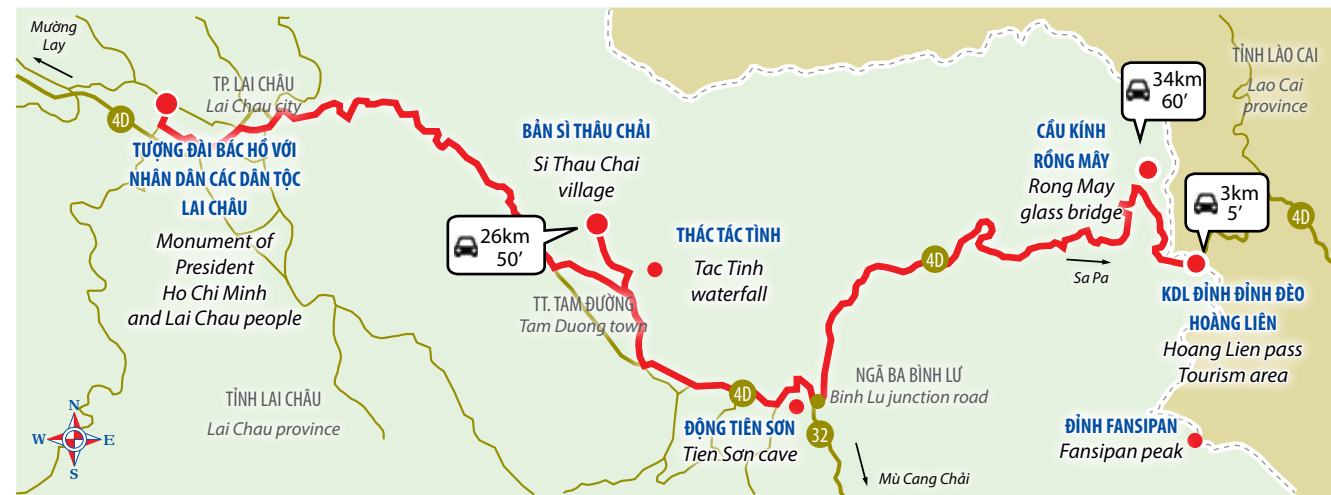 Mường
Lay
4D
TP. LAI CHÂU
Lai Chau city
TƯỢNG ĐÀI BÁC HỒ VỚI
NHÂN DÂN CÁC DÂN TỘC
LAI CHÂU
Monument of
President
Ho Chi Minh
and Lai Chau people
TỈNH LAI CHÂU
Lai Chau province
N
W
E
S
BẢN SÌ THÂU CHẢI
Si Thau Chai
village
26km
50’
THÁC TÁC TÌNH
Tac Tinh
waterfall
TT. TAM ĐƯỜNG
Tam Duong town
4D
ĐỘNG TIÊN SƠN
Tien Sơn cave
32
Mù Cang Chải
NGÃ BA BÌNH LƯ
Binh Lu junction road
4D
Sa Pa
CẦU KÍNH
RỒNG MÂY
Rong May
glass bridge
34km
60’
TỈNH LÀO CAI
Lao Cai
province
3km
5’
4D
KDL ĐỈNH ĐỈNH ĐÈO
HOÀNG LIÊN
Hoang Lien pass
Tourism area
ĐỈNH FANSIPAN
Fansipan peak